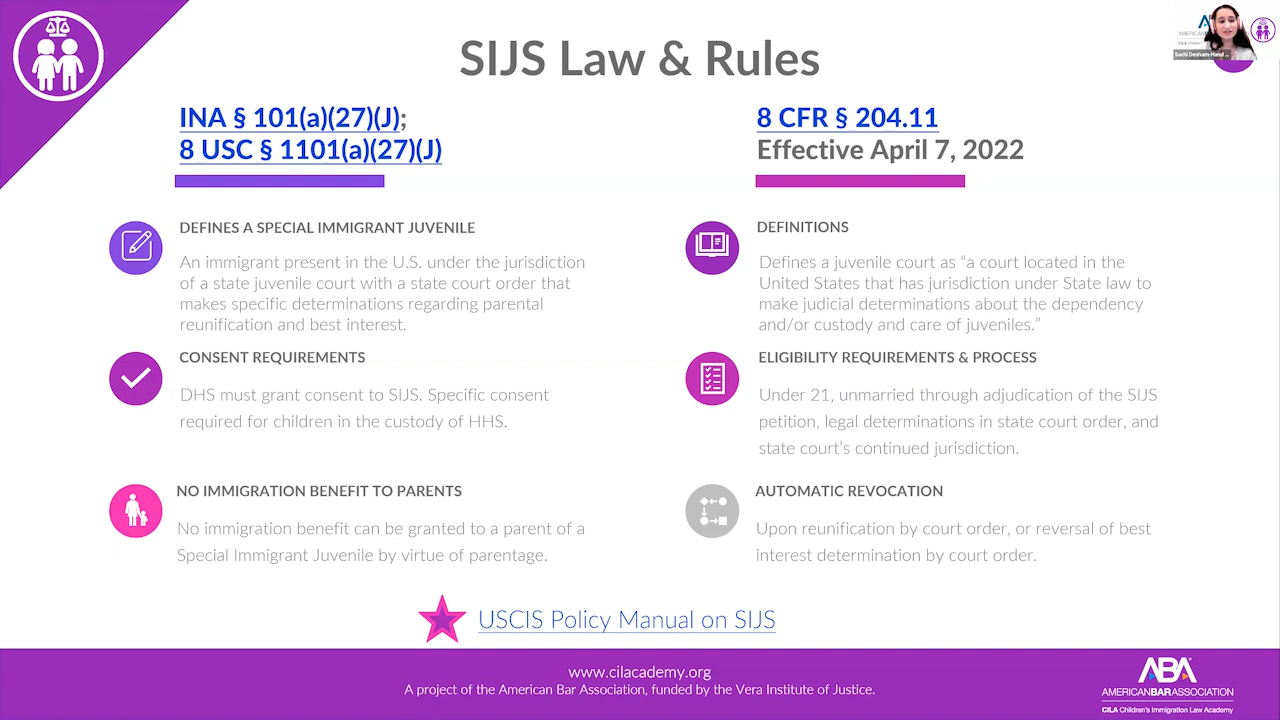 SIJS Law & Rules
INA § 101(a)(27)(J);
8 USC § 1101(a)(27)(J)
DEFINES A SPECIAL IMMIGRANT JUVENILE
An immigrant present in the U.S. under the jurisdiction
of a state juvenile court with a state court order that
makes specific determinations regarding parental
reunification and best interest.
CONSENT REQUIREMENTS
DHS must grant consent to SIJS. Specific consent
required for children in the custody of HHS.
NO IMMIGRATION BENEFIT TO PARENTS
No immigration benefit can be granted to a parent of a
Special Immigrant Juvenile by virtue of parentage.
8 CFR § 204.11
Effective April 7, 2022
DEFINITIONS
Defines a juvenile court as “a court located in the
United States that has jurisdiction under State law to
make judicial determinations about the dependency
and/or custody and care of juveniles.”
ELIGIBILITY REQUIREMENTS & PROCESS
Under 21, unmarried through adjudication of the SIJS
petition, legal determinations in state court order, and
state court’s continued jurisdiction.
AUTOMATIC REVOCATION
Upon reunification by court order, or reversal of best
interest determination by court order.
USCIS Policy Manual on SIJS
www.cilacademy.org
A project of the American Bar Association, funded by the Vera Institute of Justice.
ABA
AMERICANBARASSOCIATION
CILA Children's Immigration Law Academy